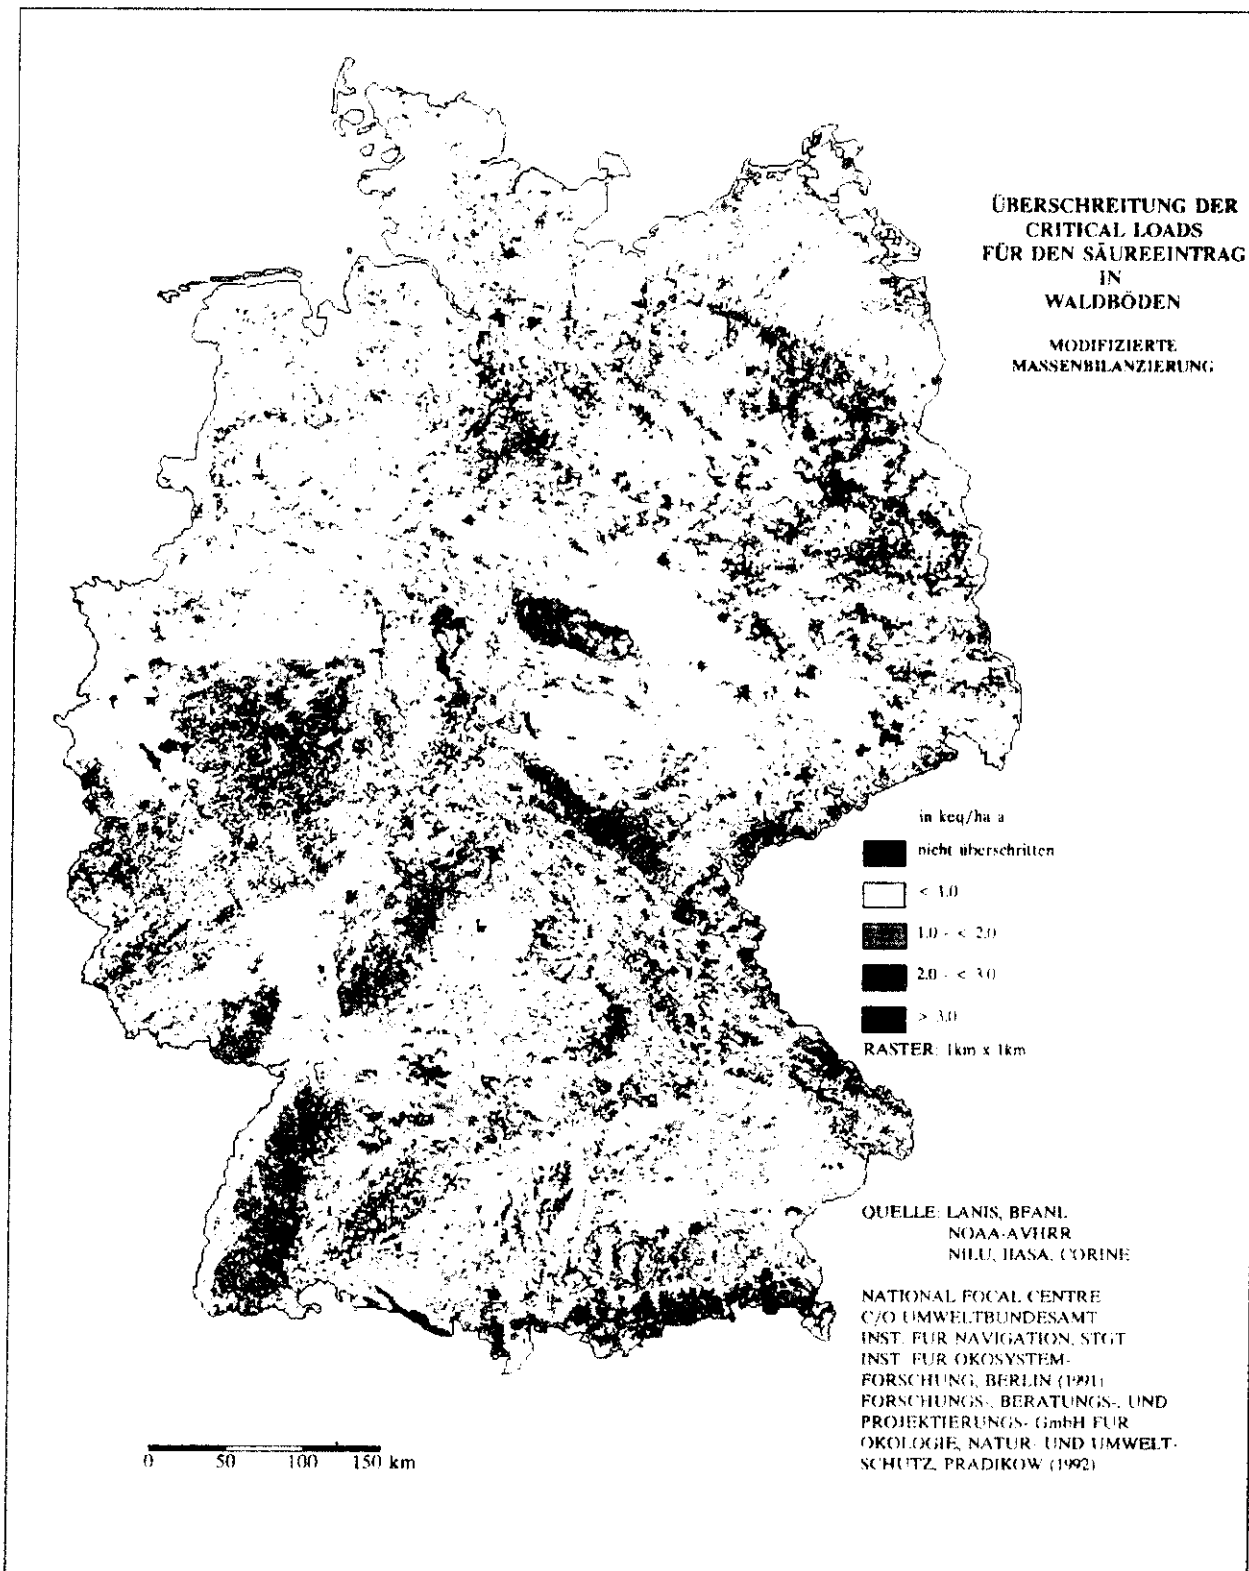 ÜBERSCHREITUNG DER
CRITICAL LOADS
FÜR DEN SÄUREEINTRAG
IN
WALDBÖDEN
MODIFIZIERTE
MASSENBILANZIERUNG
in keq/ha a
nicht überschritten
< 1.0
1.0 - < 2.0
2.0 - < 3.0
> 3.0
RASTER: 1km x 1km
QUELLE: LANIS, BFANL
NOAA-AVHRR
NILU, IIASA, CORINE
NATIONAL FOCAL CENTRE
C/O UMWELTBUNDESAMT
INST. FUR NAVIGATION, STGT
INST. FUR OKOSYSTEM-
FORSCHUNG, BERLIN (1991)
FORSCHUNGS-, BERATUNGS-, UND
PROJEKTIERUNGS- GmbH FUR
OKOLOGIE, NATUR- UND UMWELT-
SCHUTZ, PRADIKOW (1992)
0 50 100 150 km